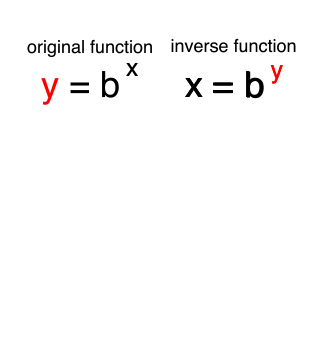 original function inverse function
y = b^x x = b^y